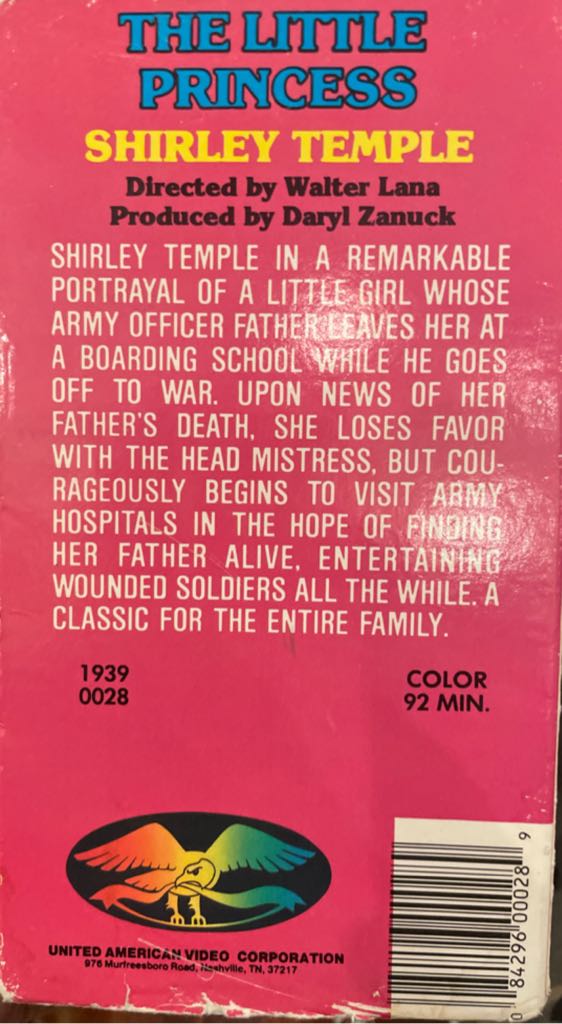 THE LITTLE
PRINCESS
SHIRLEY TEMPLE
Directed by Walter Lana
Produced by Daryl Zanuck
SHIRLEY TEMPLE IN A REMARKABLE
PORTRAYAL OF A LITTLE GIRL WHOSE
ARMY OFFICER FATHER LEAVES HER AT
A BOARDING SCHOOL WHILE HE GOES
OFF TO WAR. UPON NEWS OF HER
FATHER'S DEATH, SHE LOSES FAVOR
WITH THE HEAD MISTRESS, BUT COU-
RAGEOUSLY BEGINS TO VISIT ARMY
HOSPITALS IN THE HOPE OF FINDING
HER FATHER ALIVE, ENTERTAINING
WOUNDED SOLDIERS ALL THE WHILE. A
CLASSIC FOR THE ENTIRE FAMILY.
1939
0028
COLOR
92 MIN.
UNITED AMERICAN VIDEO CORPORATION
976 Murfreesboro Road, Nashville, TN, 37217
0 84296 00028 9